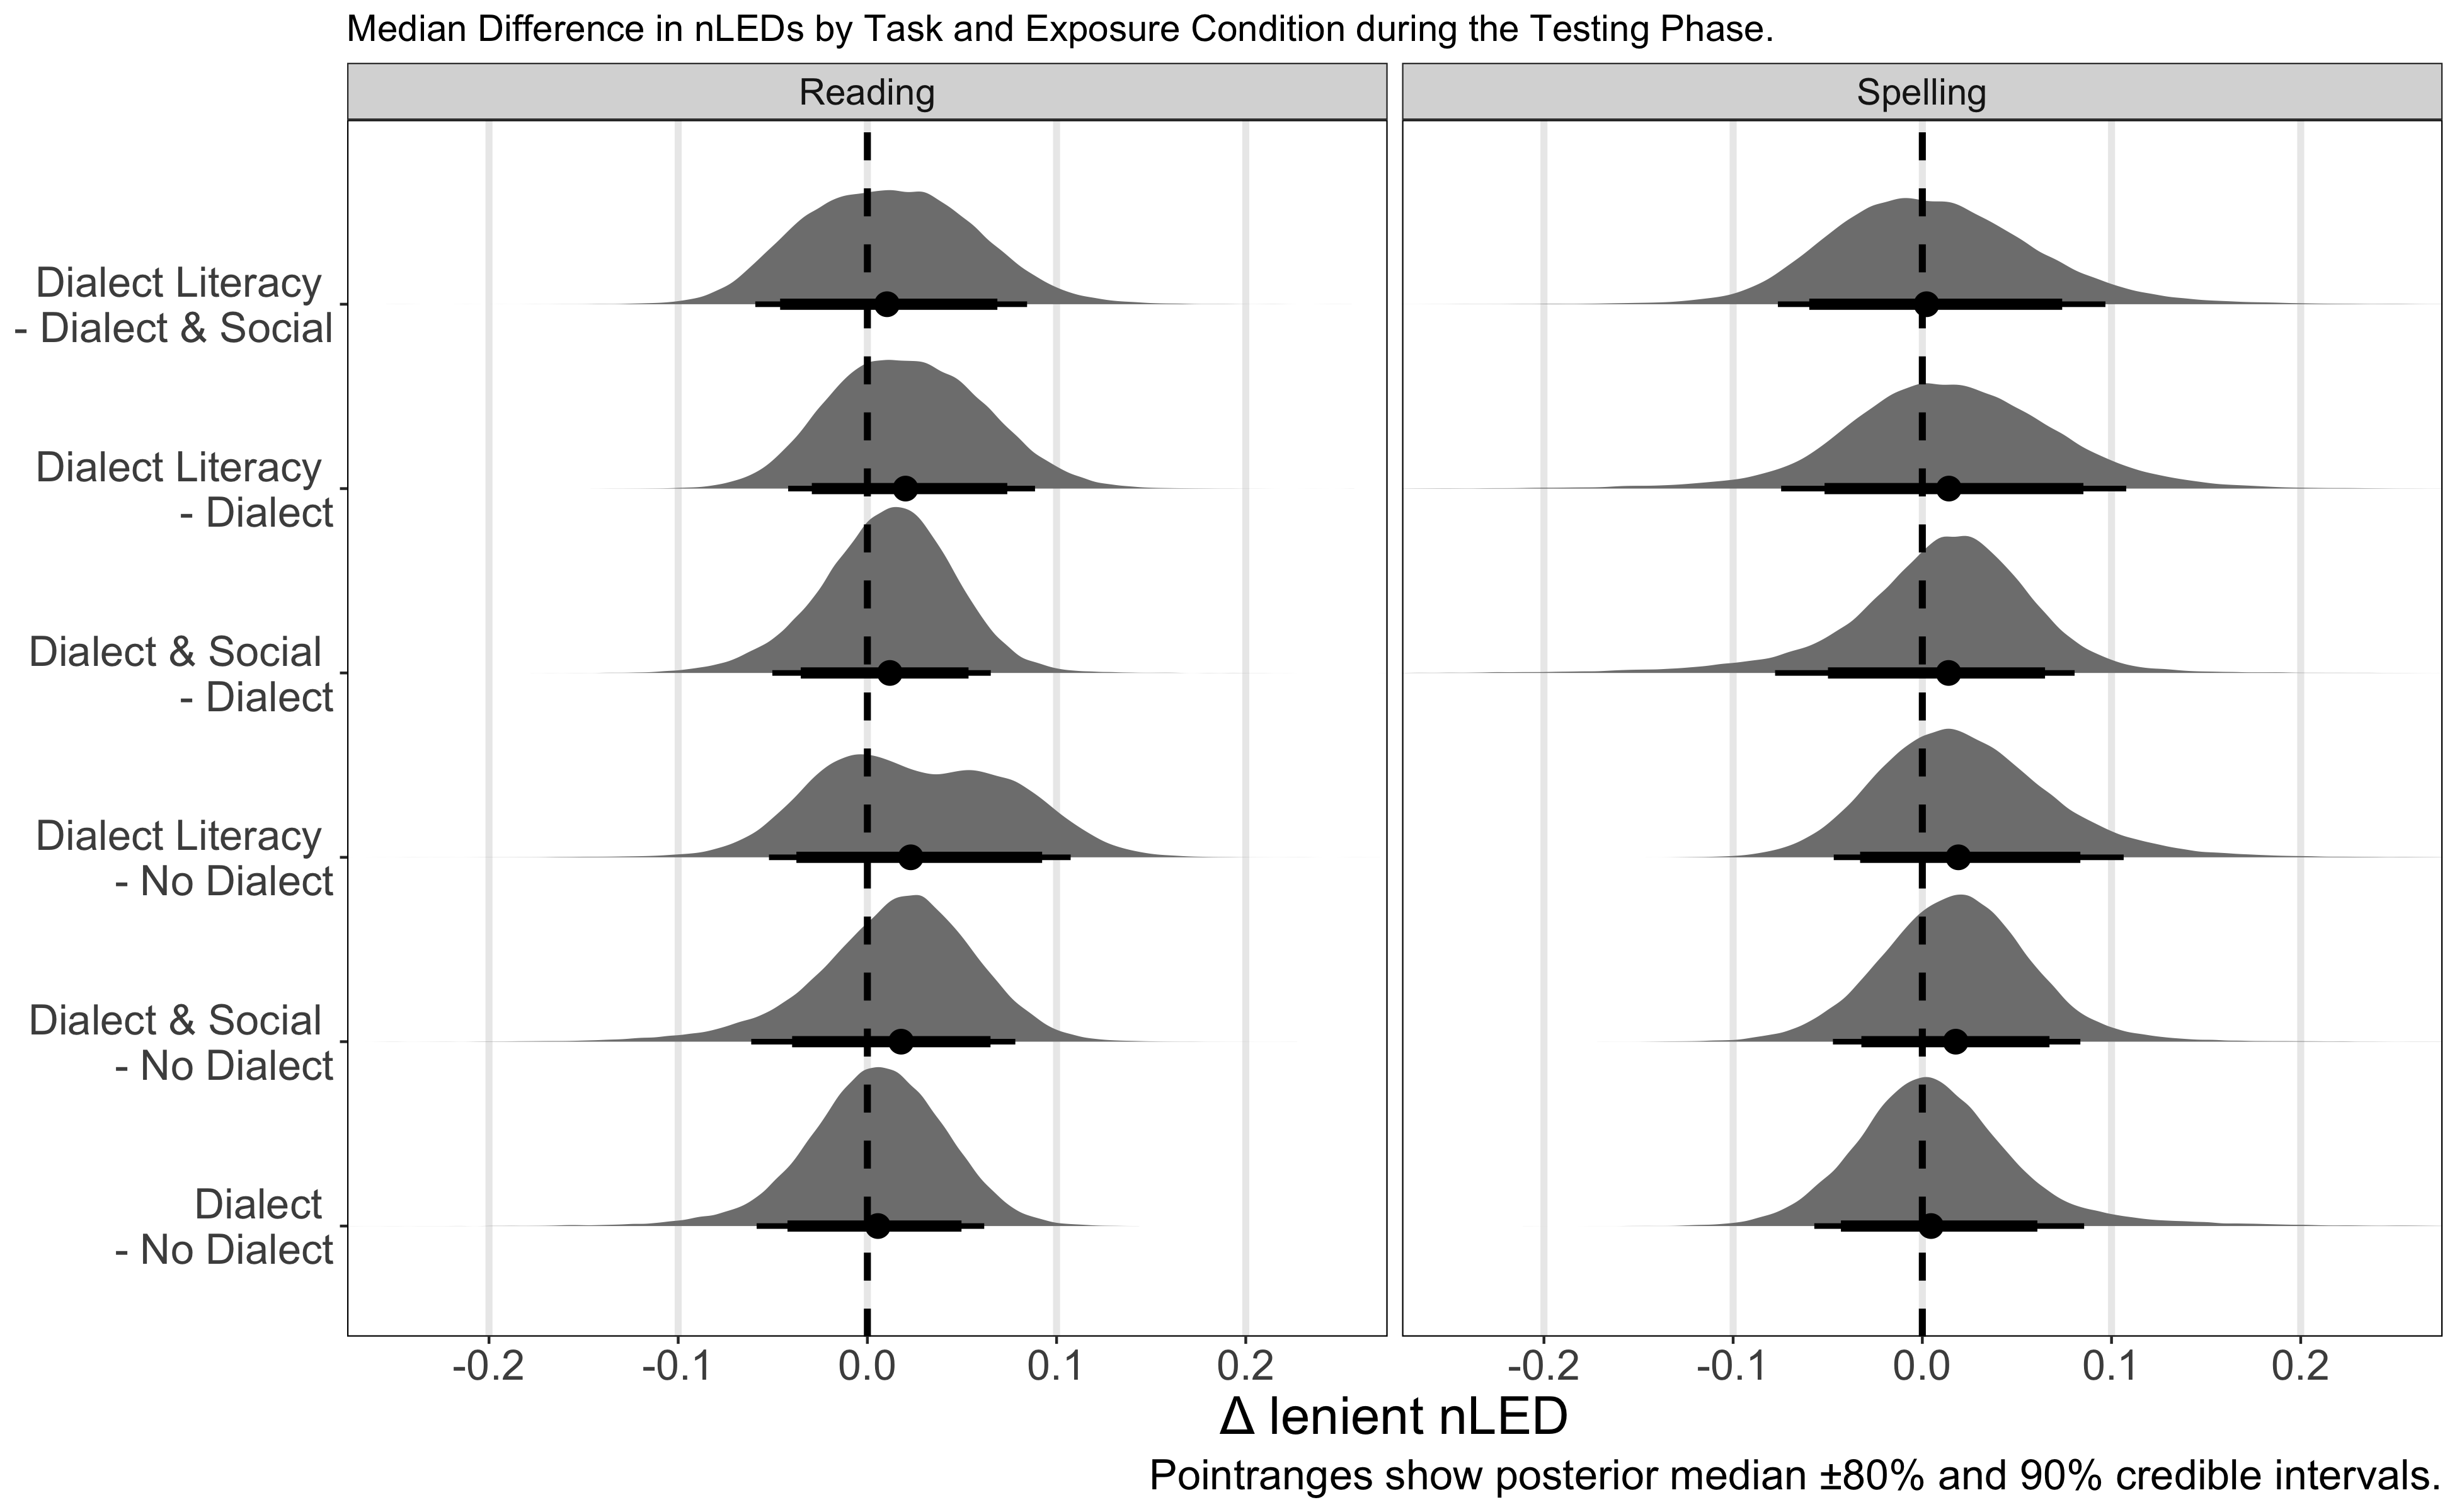 Median Difference in nLEDs by Task and Exposure Condition during the Testing Phase.
Reading
Spelling
Dialect Literacy
- Dialect & Social
Dialect Literacy
- Dialect
Dialect & Social
- Dialect
Dialect Literacy
- No Dialect
Dialect & Social
- No Dialect
Dialect
- No Dialect
-0.2 -0.1 0.0 0.1 0.2
-0.2 -0.1 0.0 0.1 0.2
Δ lenient nLED
Pointranges show posterior median ±80% and 90% credible intervals.